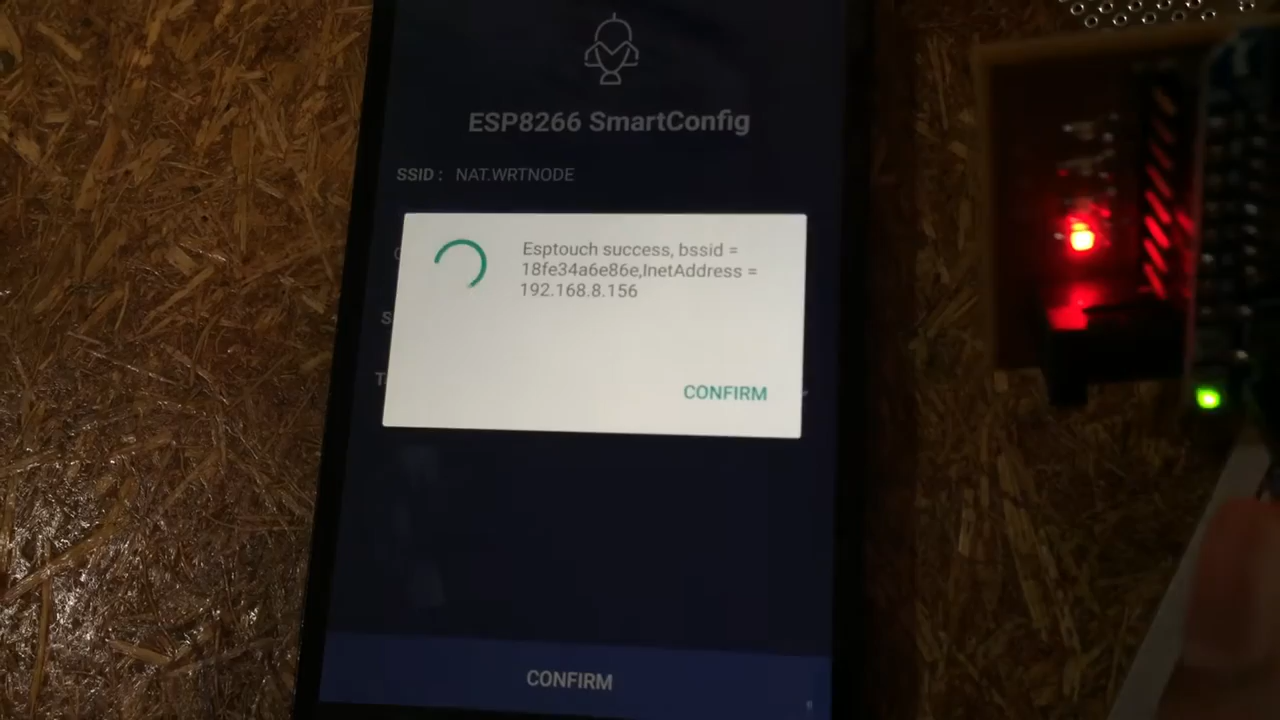 ESP8266 SmartConfig
SSID : NAT.WRTNODE
Esptouch success, bssid =
18fe34a6e86e,InetAddress =
192.168.8.156
CONFIRM
CONFIRM